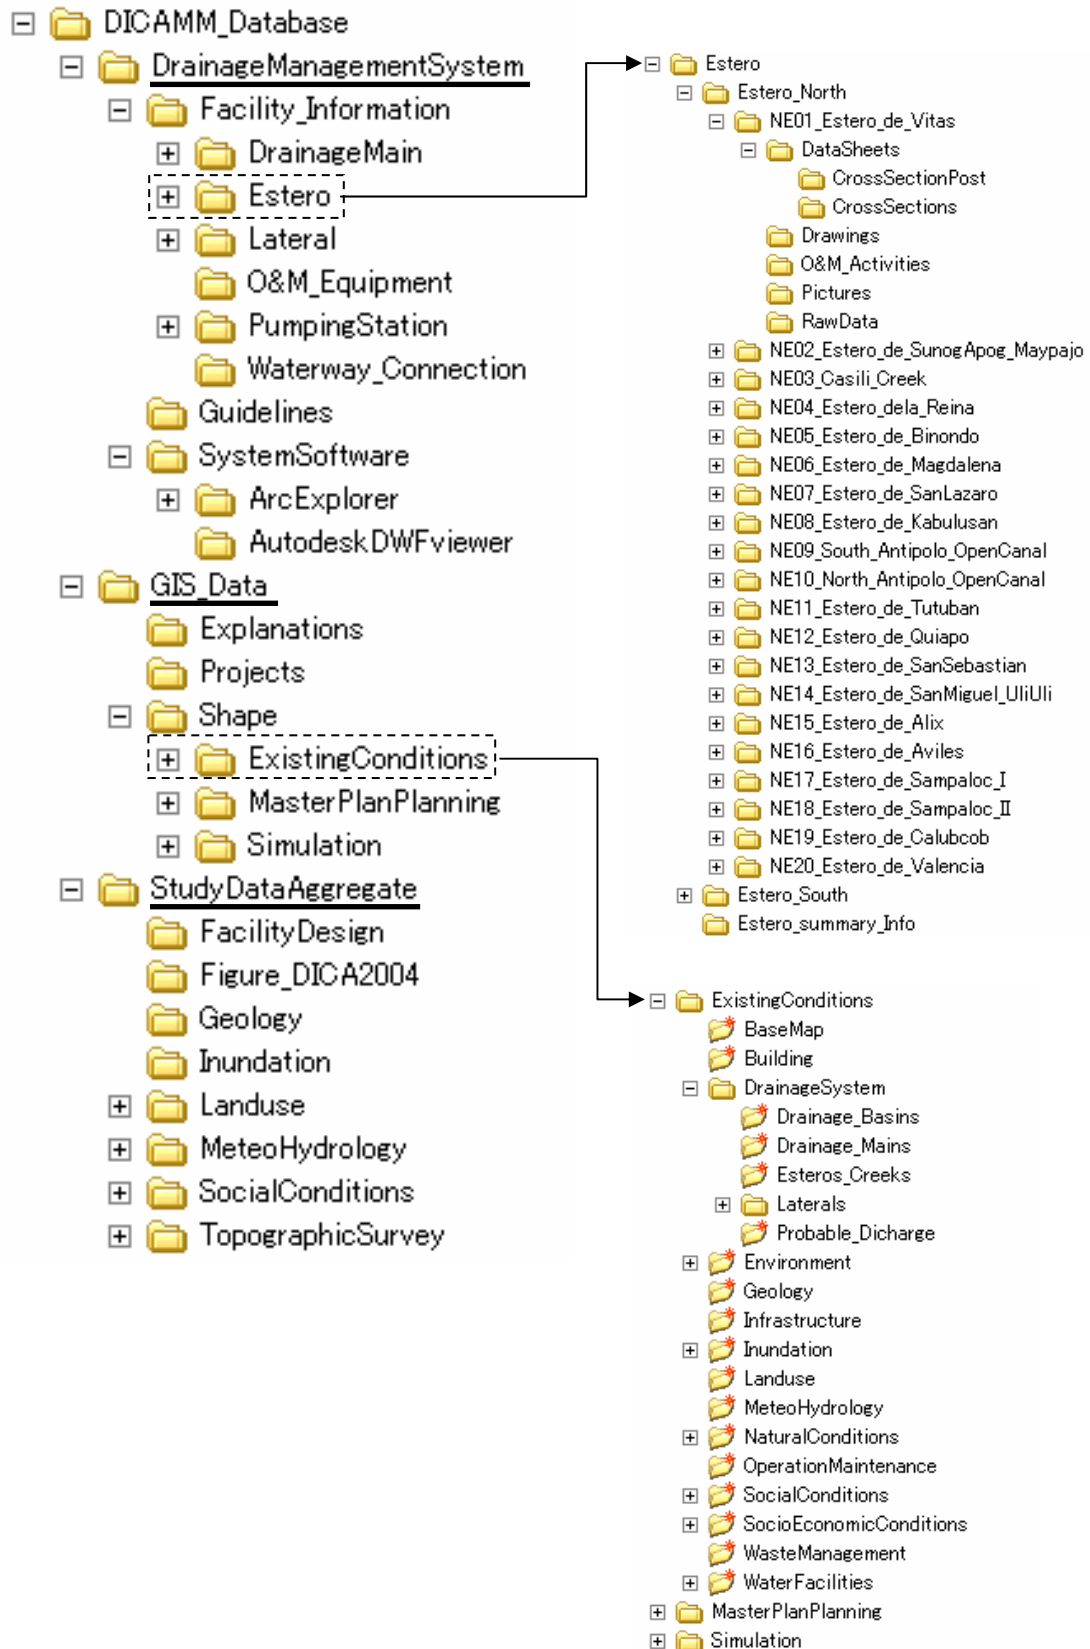 DICAMM_Database
DrainageManagementSystem
Facility_Information
DrainageMain
Estero
Lateral
O&M_Equipment
PumpingStation
Waterway_Connection
Guidelines
SystemSoftware
ArcExplorer
AutodeskDWFviewer
GIS_Data
Explanations
Projects
Shape
ExistingConditions
MasterPlanPlanning
Simulation
StudyDataAggregate
FacilityDesign
Figure_DICA2004
Geology
Inundation
Landuse
MeteoHydrology
SocialConditions
TopographicSurvey
Estero
Estero_North
NE01_Estero_de_Vitas
DataSheets
CrossSectionPost
CrossSections
Drawings
O&M_Activities
Pictures
RawData
NE02_Estero_de_SunogApog_Maypajo
NE03_Casili_Creek
NE04_Estero_dela_Reina
NE05_Estero_de_Binondo
NE06_Estero_de_Magdalena
NE07_Estero_de_SanLazaro
NE08_Estero_de_Kabulusan
NE09_South_Antipolo_OpenCanal
NE10_North_Antipolo_OpenCanal
NE11_Estero_de_Tutuban
NE12_Estero_de_Quiapo
NE13_Estero_de_SanSebastian
NE14_Estero_de_SanMiguel_UliUli
NE15_Estero_de_Alix
NE16_Estero_de_Aviles
NE17_Estero_de_Sampaloc_I
NE18_Estero_de_Sampaloc_II
NE19_Estero_de_Calubcob
NE20_Estero_de_Valencia
Estero_South
Estero_summary_Info
ExistingConditions
BaseMap
Building
DrainageSystem
Drainage_Basins
Drainage_Mains
Esteros_Creeks
Laterals
Probable_Dicharge
Environment
Geology
Infrastructure
Inundation
Landuse
MeteoHydrology
NaturalConditions
OperationMaintenance
SocialConditions
SocioEconomicConditions
WasteManagement
WaterFacilities
MasterPlanPlanning
Simulation